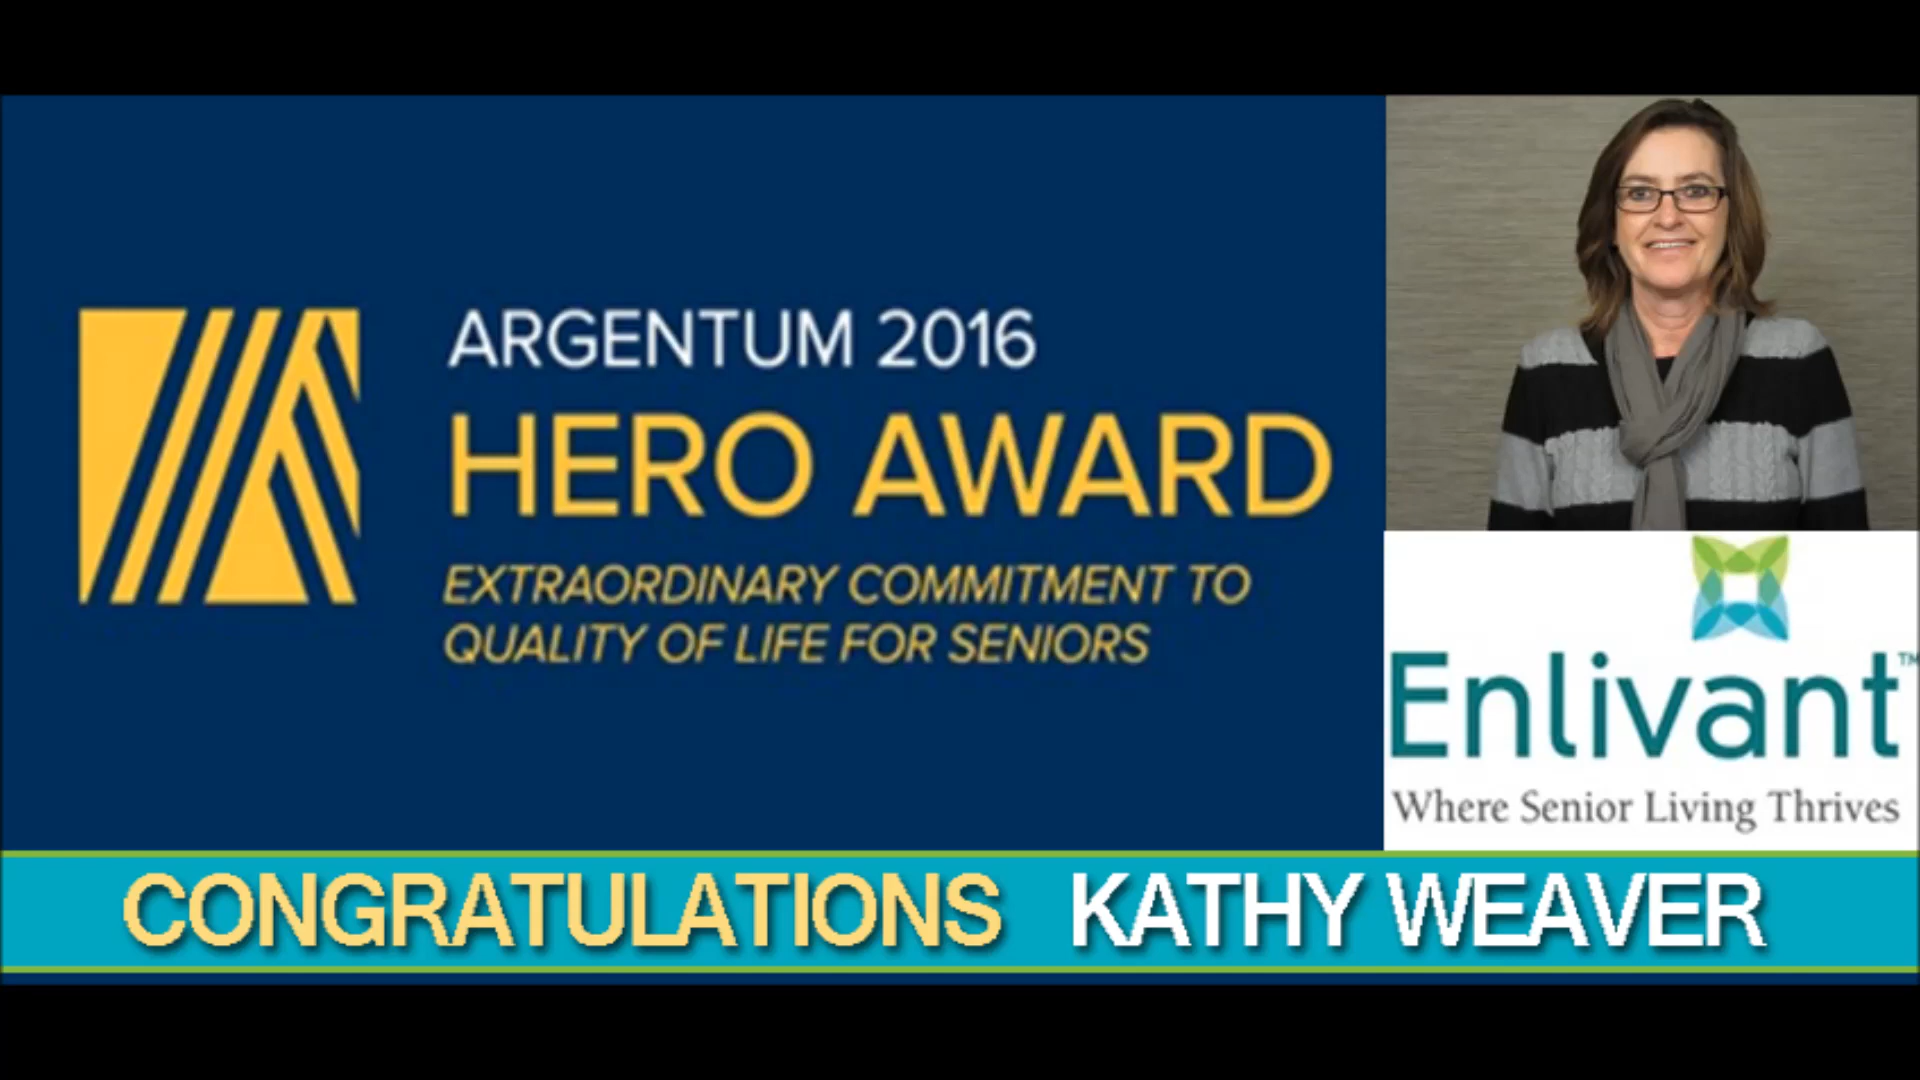 ARGENTUM 2016
HERO AWARD
EXTRAORDINARY COMMITMENT TO
QUALITY OF LIFE FOR SENIORS
Enlivant™
Where Senior Living Thrives
CONGRATULATIONS KATHY WEAVER